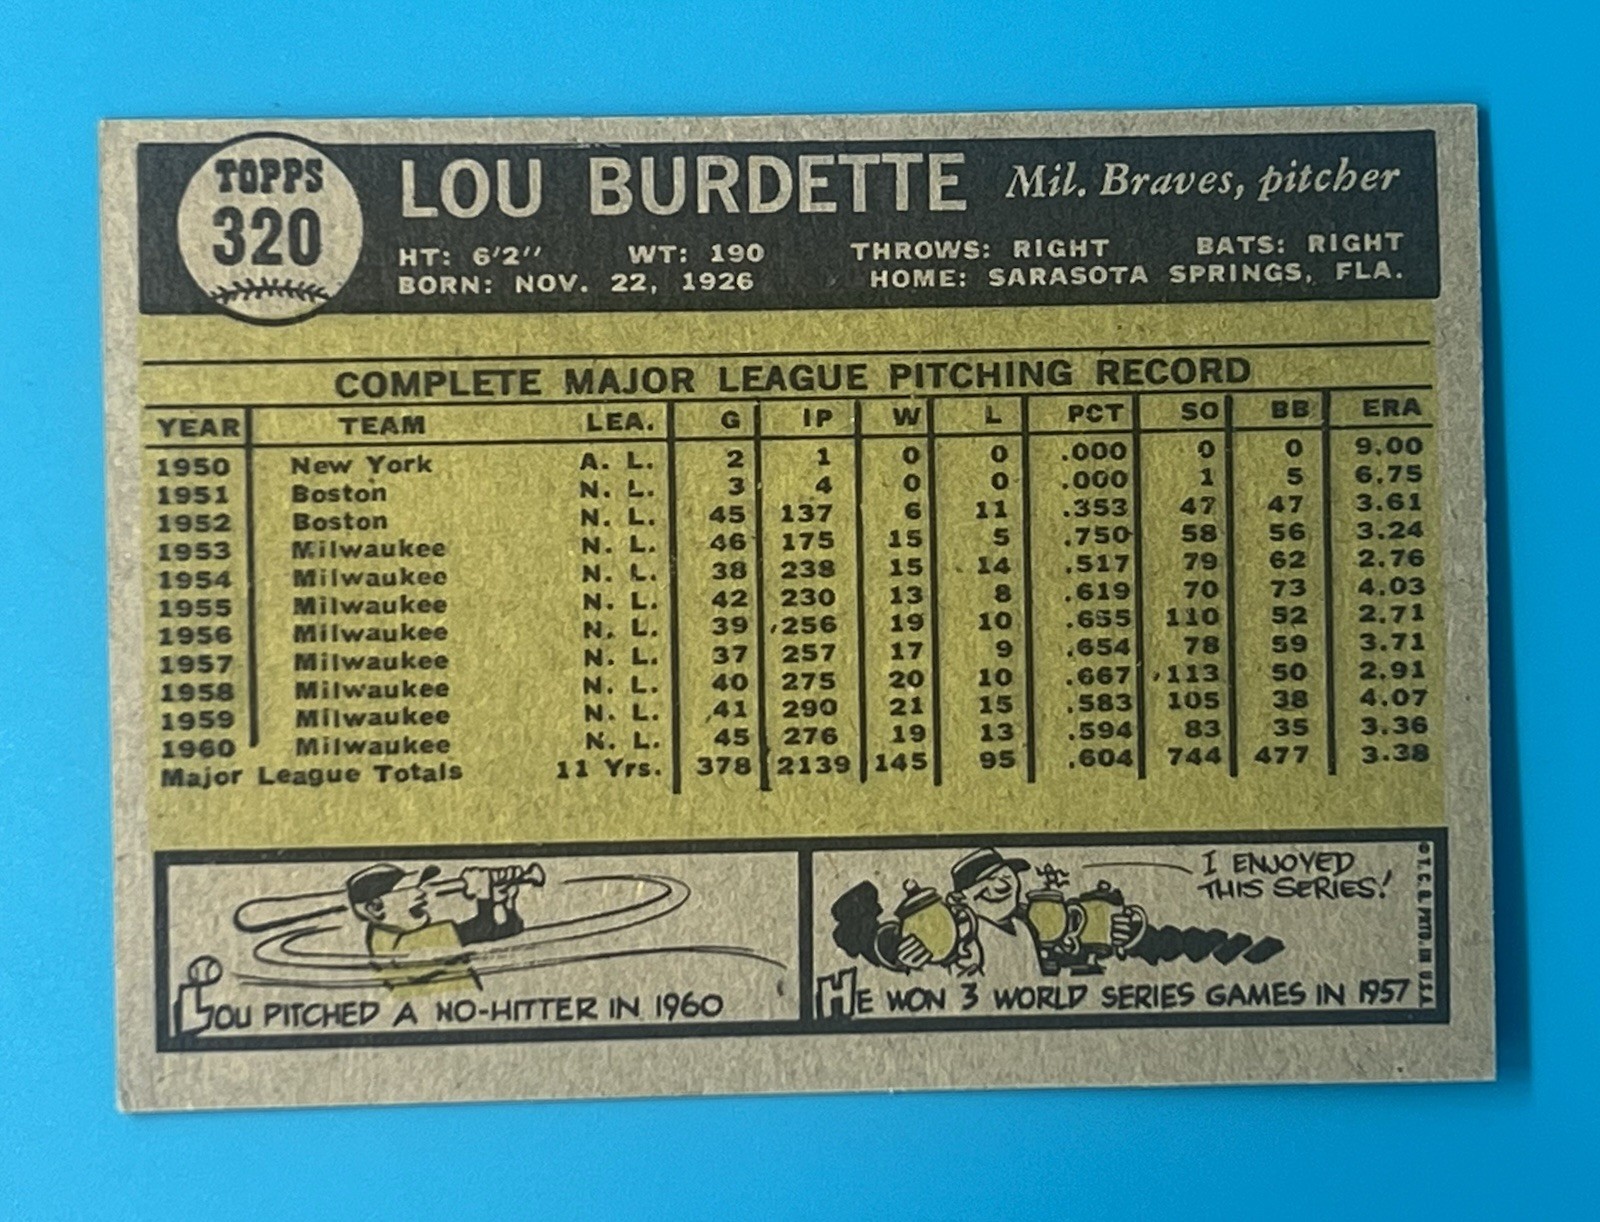 TOPPS
320
LOU BURDETTE Mil. Braves, pitcher
HT: 6'2" WT: 190 THROWS: RIGHT BATS: RIGHT
BORN: NOV. 22, 1926 HOME: SARASOTA SPRINGS, FLA.
COMPLETE MAJOR LEAGUE PITCHING RECORD
YEAR TEAM LEA. G IP W L PCT SO BB ERA
1950 New York A. L. 2 1 0 0 .000 0 0 9.00
1951 Boston N. L. 3 4 0 0 .000 1 5 6.75
1952 Boston N. L. 45 137 6 11 .353 47 47 3.61
1953 Milwaukee N. L. 46 175 15 5 .750 58 56 3.24
1954 Milwaukee N. L. 38 238 15 14 .517 79 62 2.76
1955 Milwaukee N. L. 42 230 13 8 .619 70 73 4.03
1956 Milwaukee N. L. 39 256 19 10 .655 110 52 2.71
1957 Milwaukee N. L. 37 257 17 9 .654 78 59 3.71
1958 Milwaukee N. L. 40 275 20 10 .667 113 50 2.91
1959 Milwaukee N. L. 41 290 21 15 .583 105 38 4.07
1960 Milwaukee N. L. 45 276 19 13 .594 83 35 3.36
Major League Totals 11 Yrs. 378 2139 145 95 .604 744 477 3.38
LOU PITCHED A NO-HITTER IN 1960
I ENJOYED
THIS SERIES!
HE WON 3 WORLD SERIES GAMES IN 1957
© T. C. G. PRTD. IN U.S.A.